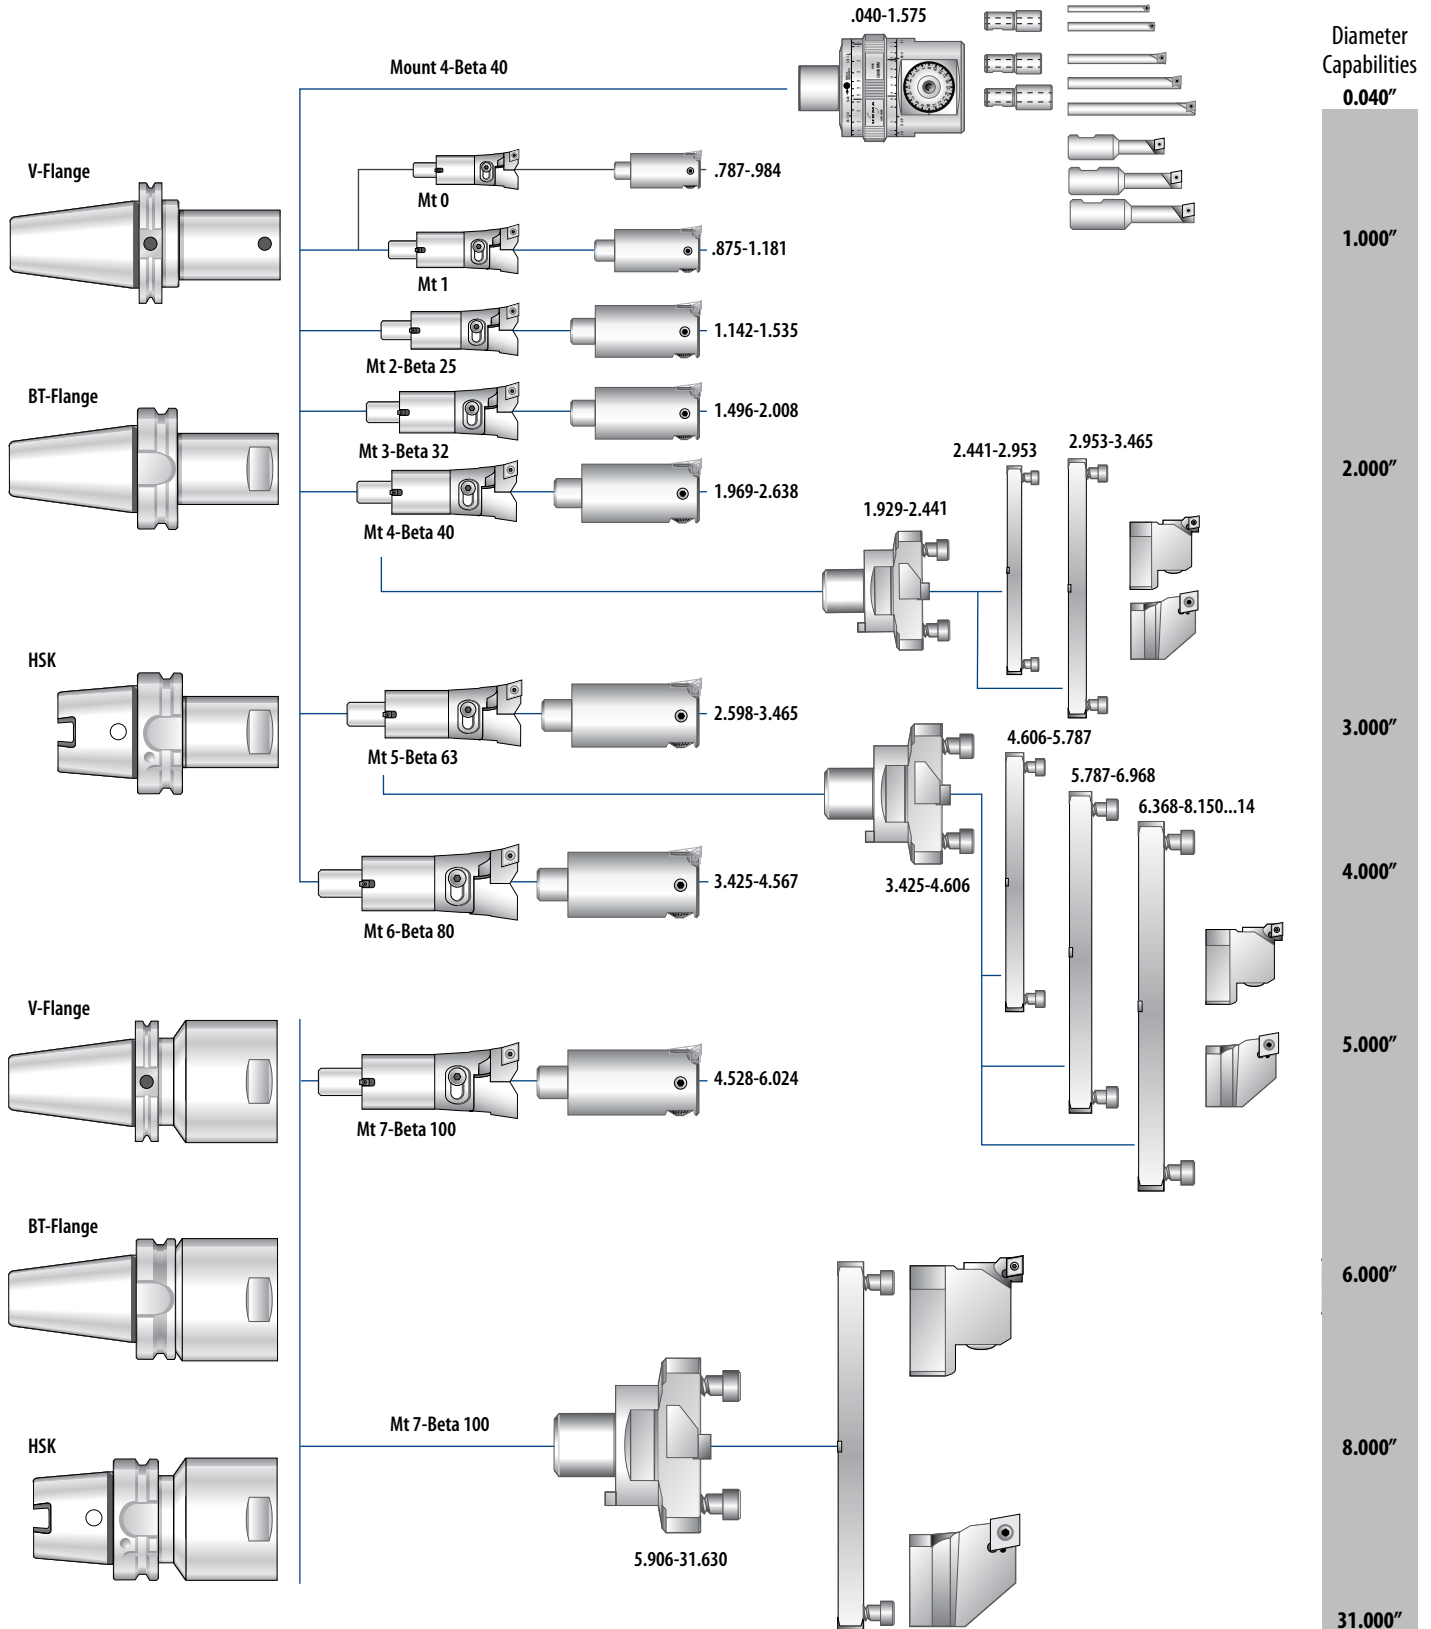 .040-1.575
Diameter
Capabilities
0.040"
Mount 4-Beta 40
V-Flange
.787-.984
Mt 0
1.000"
.875-1.181
Mt 1
1.142-1.535
Mt 2-Beta 25
BT-Flange
1.496-2.008
Mt 3-Beta 32
2.441-2.953
2.953-3.465
2.000"
1.969-2.638
1.929-2.441
Mt 4-Beta 40
HSK
2.598-3.465
3.000"
Mt 5-Beta 63
4.606-5.787
5.787-6.968
6.368-8.150...14
3.425-4.567
3.425-4.606
4.000"
Mt 6-Beta 80
V-Flange
5.000"
4.528-6.024
Mt 7-Beta 100
BT-Flange
6.000"
Mt 7-Beta 100
HSK
8.000"
5.906-31.630
31.000"